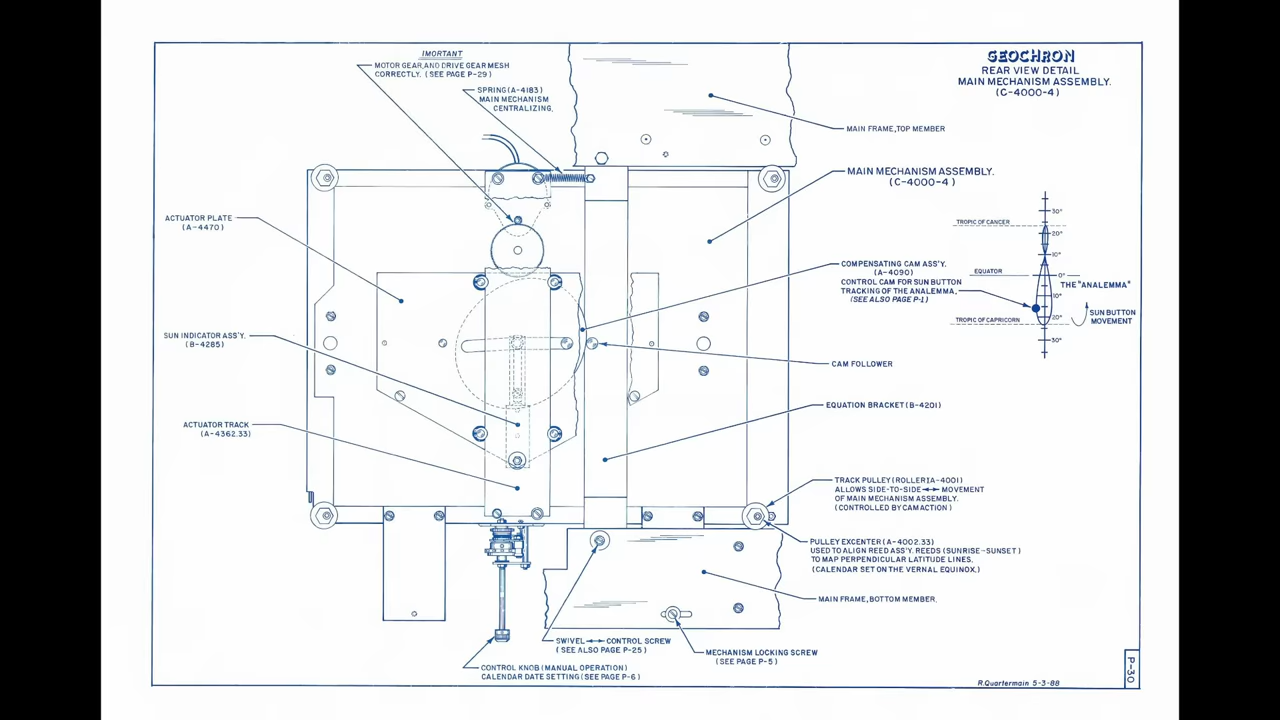 GEOCHRON
REAR VIEW DETAIL
MAIN MECHANISM ASSEMBLY.
(C-4000-4)
IMORTANT
MOTOR GEAR,AND DRIVE GEAR MESH
CORRECTLY. (SEE PAGE P-29)
SPRING (A-4183)
MAIN MECHANISM
CENTRALIZING.
MAIN FRAME, TOP MEMBER
MAIN MECHANISM ASSEMBLY.
(C-4000-4)
ACTUATOR PLATE
(A-4470)
COMPENSATING CAM ASS'Y.
(A-4090)
CONTROL CAM FOR SUN BUTTON
TRACKING OF THE ANALEMMA.
(SEE ALSO PAGE P-1)
30°
TROPIC OF CANCER
20°
10°
EQUATOR
0°
THE "ANALEMMA"
10°
SUN BUTTON
MOVEMENT
TROPIC OF CAPRICORN
20°
30°
SUN INDICATOR ASS'Y.
(B-4285)
CAM FOLLOWER
EQUATION BRACKET (B-4201)
ACTUATOR TRACK
(A-4362.33)
TRACK PULLEY (ROLLER)(A-4001)
ALLOWS SIDE-TO-SIDE ↔ MOVEMENT
OF MAIN MECHANISM ASSEMBLY.
(CONTROLLED BY CAM ACTION)
PULLEY EXCENTER (A-4002.33)
USED TO ALIGN REED ASS'Y. REEDS (SUNRISE-SUNSET)
TO MAP PERPENDICULAR LATITUDE LINES.
(CALENDAR SET ON THE VERNAL EQUINOX.)
MAIN FRAME, BOTTOM MEMBER.
SWIVEL ↔ CONTROL SCREW
(SEE ALSO PAGE P-25)
MECHANISM LOCKING SCREW
(SEE PAGE P-5)
CONTROL KNOB (MANUAL OPERATION)
CALENDAR DATE SETTING (SEE PAGE P-6)
R.Quartermain 5-3-88
P-30